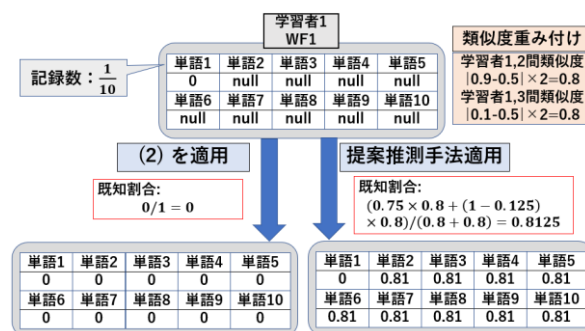 学習者1
WF1
記録数：1/10
単語1 単語2 単語3 単語4 単語5
0 null null null null
単語6 単語7 単語8 単語9 単語10
null null null null null
類似度重み付け
学習者1,2間類似度
|0.9-0.5|×2=0.8
学習者1,3間類似度
|0.1-0.5|×2=0.8
(2) を適用
提案推測手法適用
既知割合:
0/1 = 0
既知割合:
(0.75 × 0.8 + (1 − 0.125)
× 0.8)/(0.8 + 0.8) = 0.8125
単語1 単語2 単語3 単語4 単語5
0 0 0 0 0
単語6 単語7 単語8 単語9 単語10
0 0 0 0 0
単語1 単語2 単語3 単語4 単語5
0 0.81 0.81 0.81 0.81
単語6 単語7 単語8 単語9 単語10
0.81 0.81 0.81 0.81 0.81